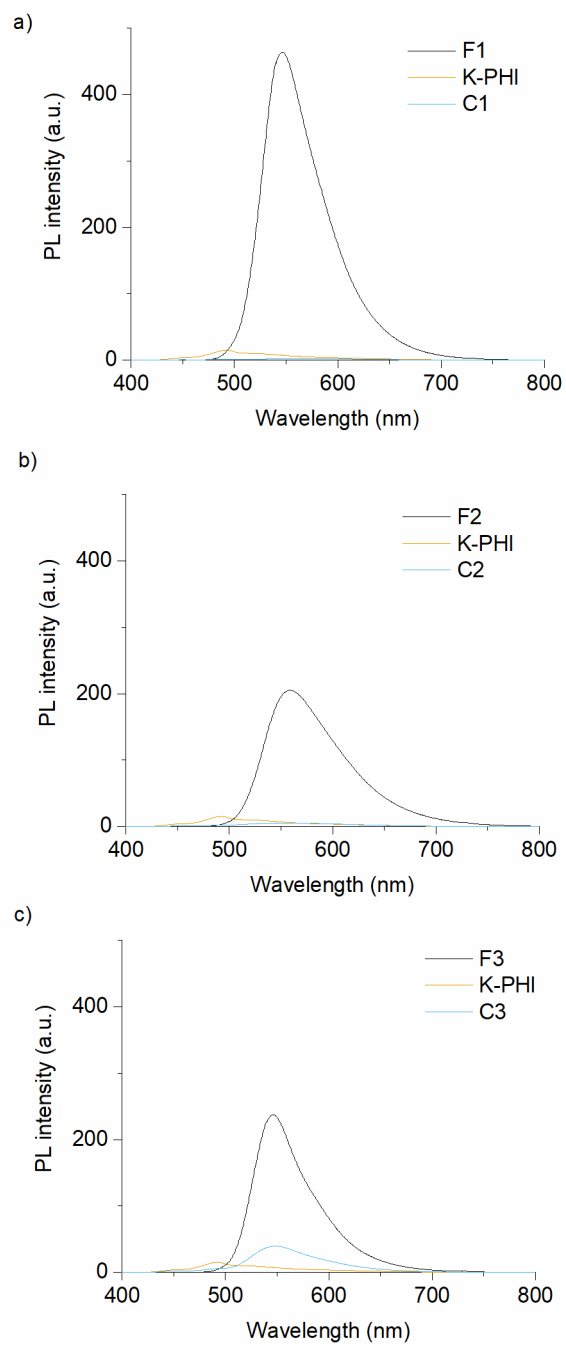 a)
F1
K-PHI
C1
PL intensity (a.u.)
400
200
0
400 500 600 700 800
Wavelength (nm)
b)
F2
K-PHI
C2
PL intensity (a.u.)
400
200
0
400 500 600 700 800
Wavelength (nm)
c)
F3
K-PHI
C3
PL intensity (a.u.)
400
200
0
400 500 600 700 800
Wavelength (nm)